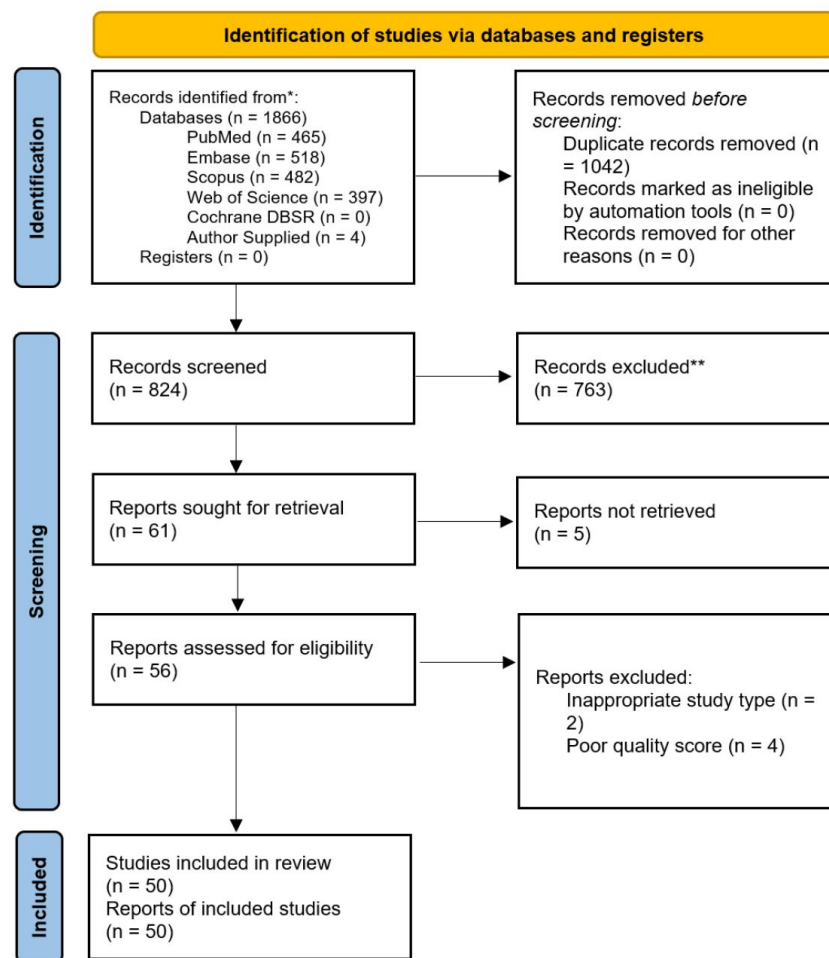 Identification of studies via databases and registers
Identification
Records identified from*:
Databases (n = 1866)
PubMed (n = 465)
Embase (n = 518)
Scopus (n = 482)
Web of Science (n = 397)
Cochrane DBSR (n = 0)
Author Supplied (n = 4)
Registers (n = 0)
Records removed before
screening:
Duplicate records removed (n
= 1042)
Records marked as ineligible
by automation tools (n = 0)
Records removed for other
reasons (n = 0)
Screening
Records screened
(n = 824)
Records excluded**
(n = 763)
Reports sought for retrieval
(n = 61)
Reports not retrieved
(n = 5)
Reports assessed for eligibility
(n = 56)
Reports excluded:
Inappropriate study type (n =
2)
Poor quality score (n = 4)
Included
Studies included in review
(n = 50)
Reports of included studies
(n = 50)